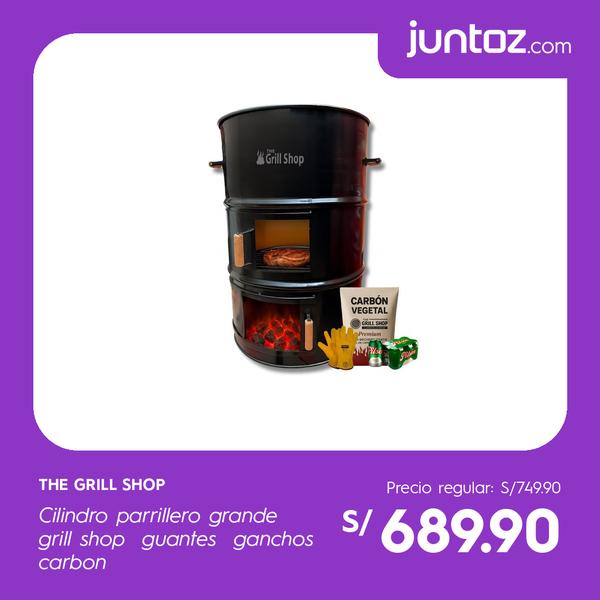 juntoz.com
THE
Grill Shop
CARBÓN
VEGETAL
GRILL SHOP
Premium
THE GRILL SHOP
Cilindro parrillero grande
grill shop guantes ganchos
carbon
Precio regular: S/749.90
S/ 689.90